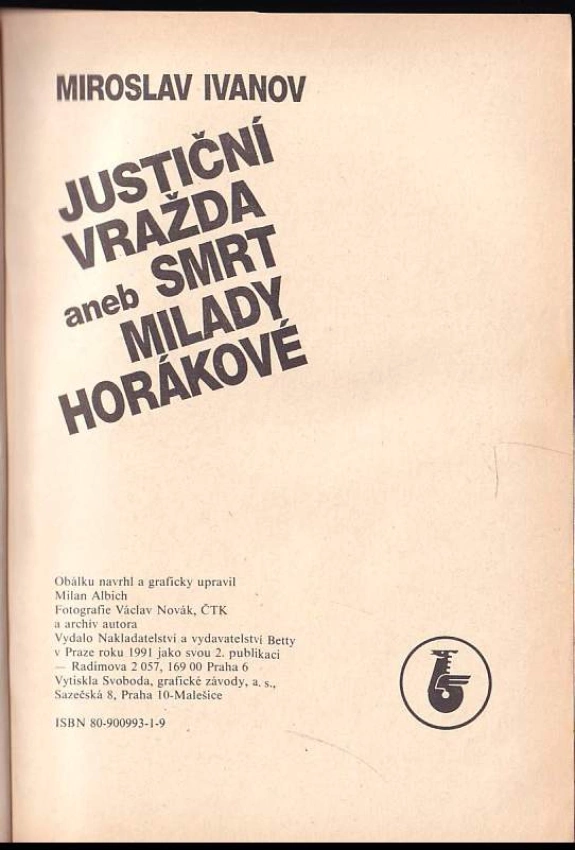 MIROSLAV IVANOV
JUSTIČNÍ
VRAŽDA
aneb SMRT
MILADY
HORÁKOVÉ
Obálku navrhl a graficky upravil
Milan Albich
Fotografie Václav Novák, ČTK
a archív autora
Vydalo Nakladatelství a vydavatelství Betty
v Praze roku 1991 jako svou 2. publikaci
— Radimova 2 057, 169 00 Praha 6
Vytiskla Svoboda, grafické závody, a. s.,
Sazečská 8, Praha 10-Malešice
ISBN 80-900993-1-9